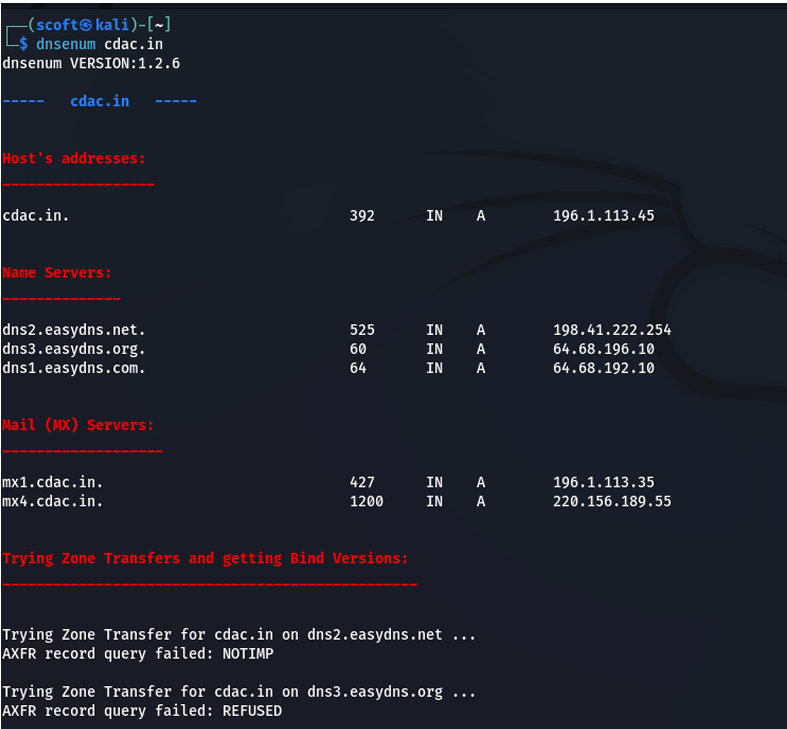 ┌──(scoft㉿kali)-[~]
└─$ dnsenum cdac.in
dnsenum VERSION:1.2.6
----- cdac.in -----
Host's addresses:
__________________
cdac.in. 392 IN A 196.1.113.45
Name Servers:
______________
dns2.easydns.net. 525 IN A 198.41.222.254
dns3.easydns.org. 60 IN A 64.68.196.10
dns1.easydns.com. 64 IN A 64.68.192.10
Mail (MX) Servers:
___________________
mx1.cdac.in. 427 IN A 196.1.113.35
mx4.cdac.in. 1200 IN A 220.156.189.55
Trying Zone Transfers and getting Bind Versions:
_________________________________________________
Trying Zone Transfer for cdac.in on dns2.easydns.net ...
AXFR record query failed: NOTIMP
Trying Zone Transfer for cdac.in on dns3.easydns.org ...
AXFR record query failed: REFUSED